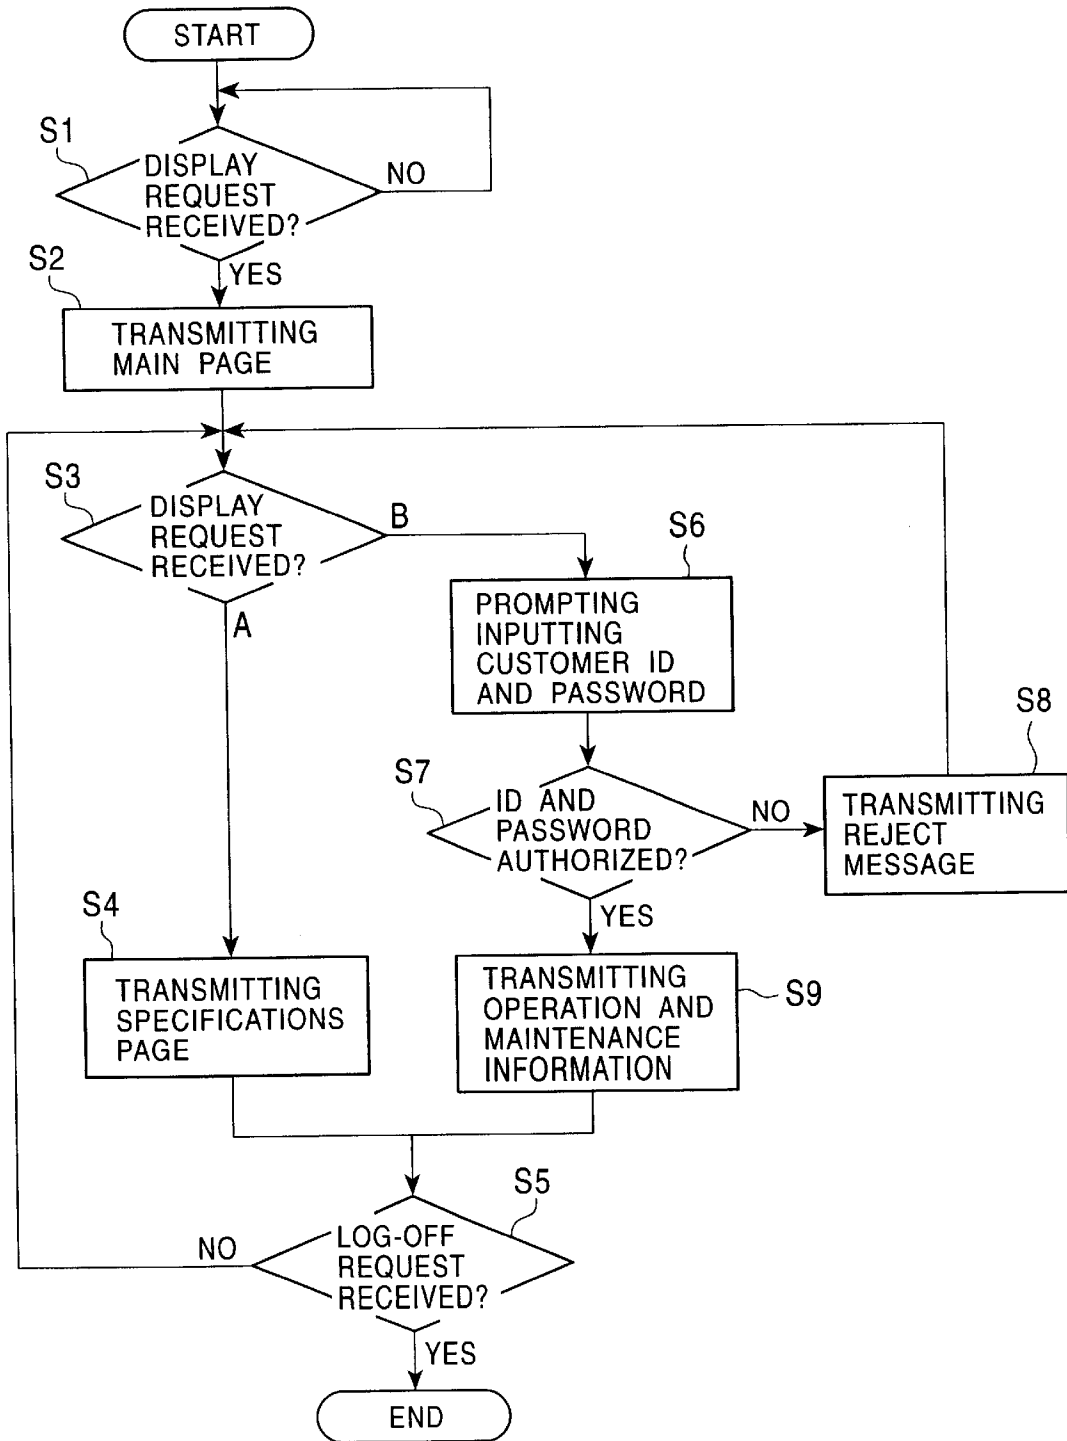 START
S1
DISPLAY
REQUEST
RECEIVED?
NO
YES
S2
TRANSMITTING
MAIN PAGE
S3
DISPLAY
REQUEST
RECEIVED?
B
A
S6
PROMPTING
INPUTTING
CUSTOMER ID
AND PASSWORD
S7
ID AND
PASSWORD
AUTHORIZED?
NO
YES
S8
TRANSMITTING
REJECT
MESSAGE
S4
TRANSMITTING
SPECIFICATIONS
PAGE
TRANSMITTING
OPERATION AND
MAINTENANCE
INFORMATION
S9
S5
LOG-OFF
REQUEST
RECEIVED?
NO
YES
END